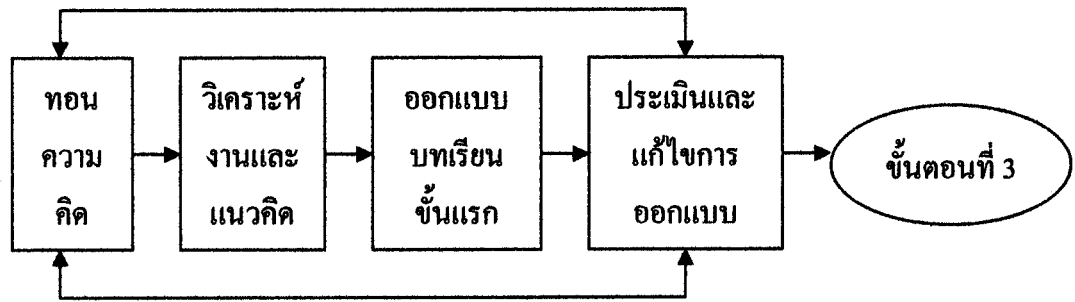 ทอน
ความ
คิด
วิเคราะห์
งานและ
แนวคิด
ออกแบบ
บทเรียน
ขั้นแรก
ประเมินและ
แก้ไขการ
ออกแบบ
ขั้นตอนที่ 3